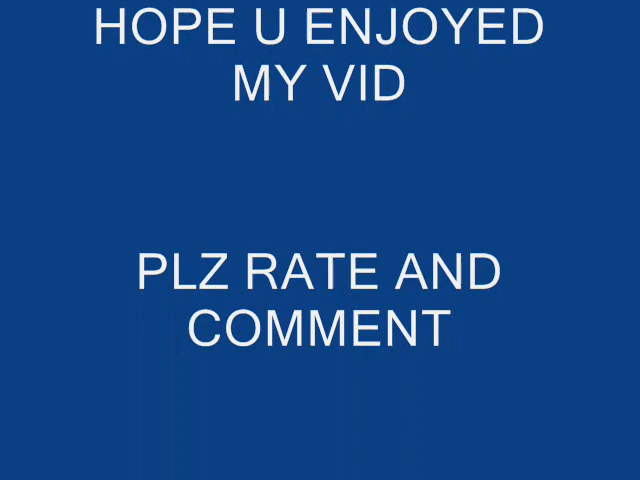 HOPE U ENJOYED
MY VID
PLZ RATE AND
COMMENT